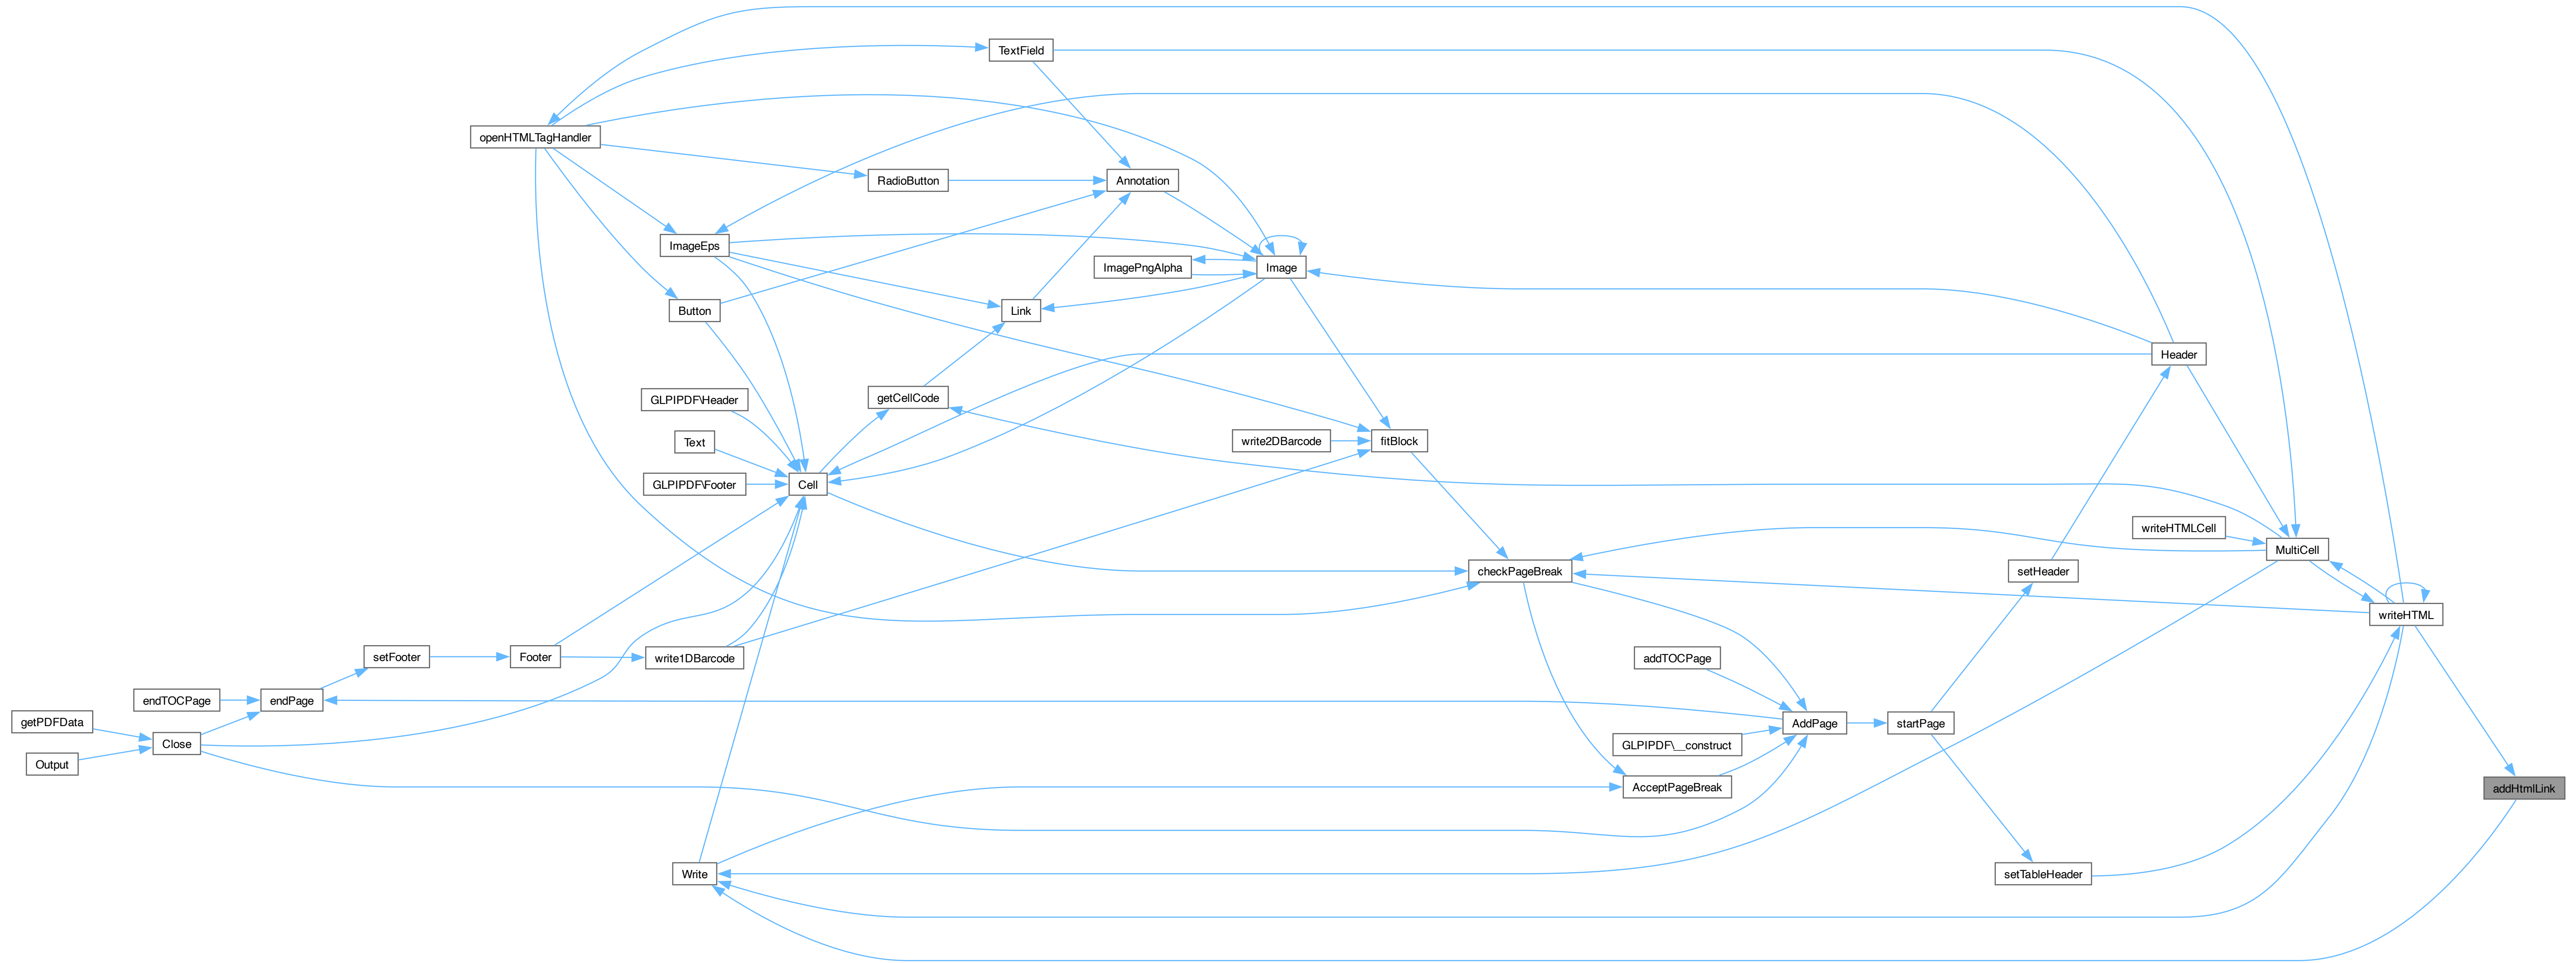 TextField
openHTMLTagHandler
RadioButton
Annotation
ImageEps
ImagePngAlpha
Image
Button
Link
Header
GLPIPDF\Header
getCellCode
Text
write2DBarcode
fitBlock
GLPIPDF\Footer
Cell
writeHTMLCell
MultiCell
checkPageBreak
setHeader
writeHTML
setFooter
Footer
write1DBarcode
addTOCPage
endTOCPage
endPage
getPDFData
AddPage
startPage
Close
GLPIPDF\__construct
Output
AcceptPageBreak
addHtmlLink
Write
setTableHeader